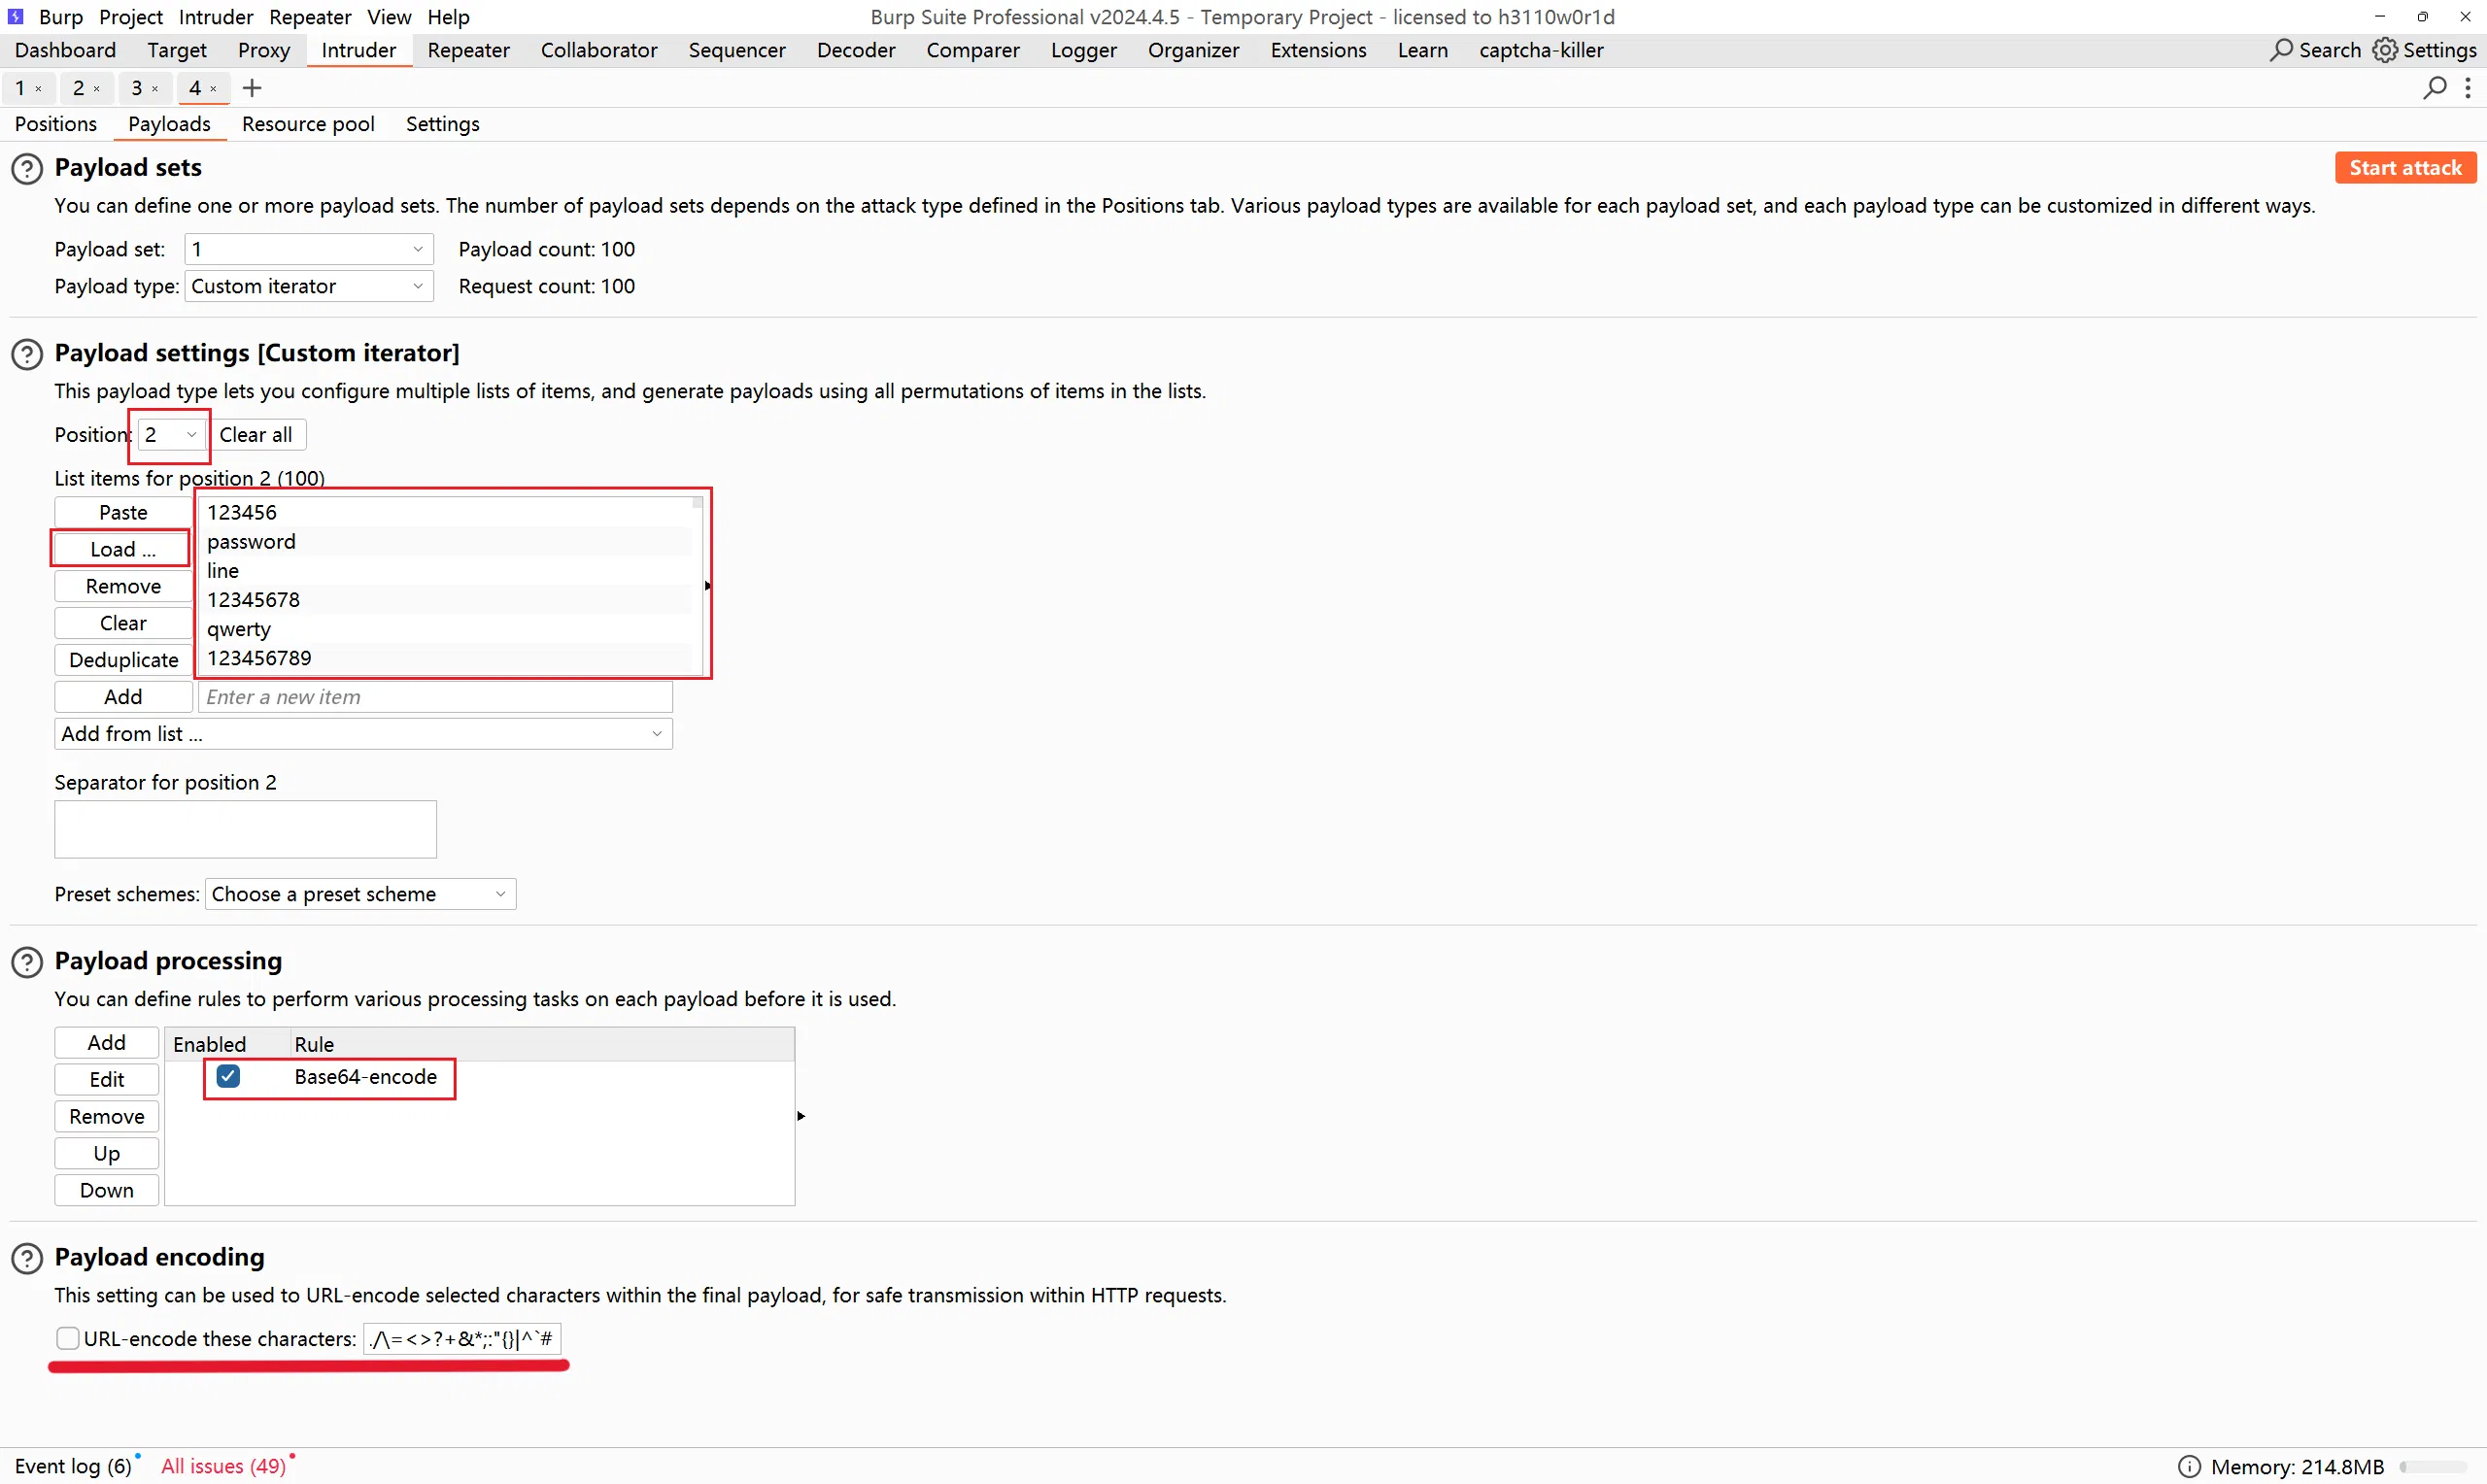 Burp Project Intruder Repeater View Help
Burp Suite Professional v2024.4.5 - Temporary Project - licensed to h3110w0r1d
Dashboard Target Proxy Intruder Repeater Collaborator Sequencer Decoder Comparer Logger Organizer Extensions Learn captcha-killer Search Settings
1 × 2 × 3 × 4 × +
Positions Payloads Resource pool Settings
Payload sets
Start attack
You can define one or more payload sets. The number of payload sets depends on the attack type defined in the Positions tab. Various payload types are available for each payload set, and each payload type can be customized in different ways.
Payload set: 1 Payload count: 100
Payload type: Custom iterator Request count: 100
Payload settings [Custom iterator]
This payload type lets you configure multiple lists of items, and generate payloads using all permutations of items in the lists.
Position: 2 Clear all
List items for position 2 (100)
Paste
Load ...
Remove
Clear
Deduplicate
123456
password
line
12345678
qwerty
123456789
Add Enter a new item
Add from list ...
Separator for position 2
Preset schemes: Choose a preset scheme
Payload processing
You can define rules to perform various processing tasks on each payload before it is used.
Add
Edit
Remove
Up
Down
Enabled Rule
Base64-encode
Payload encoding
This setting can be used to URL-encode selected characters within the final payload, for safe transmission within HTTP requests.
URL-encode these characters: ./\=<>?+&*;:"{}|^`#
Event log (6) All issues (49)
Memory: 214.8MB